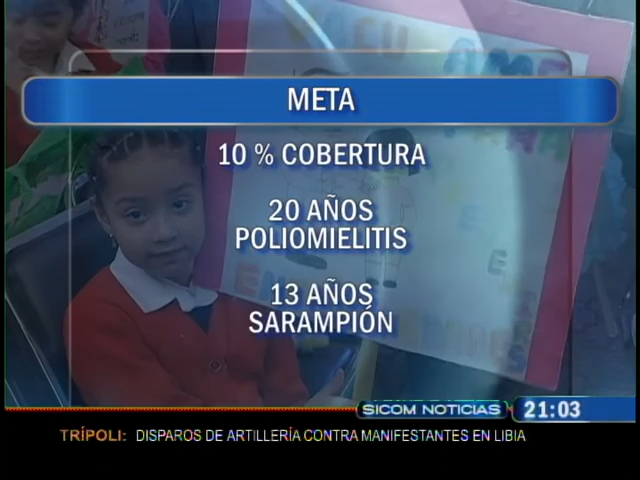 META
10 % COBERTURA
20 AÑOS
POLIOMIELITIS
13 AÑOS
SARAMPIÓN
SICOM NOTICIAS
21:03
TRÍPOLI: DISPAROS DE ARTILLERÍA CONTRA MANIFESTANTES EN LIBIA